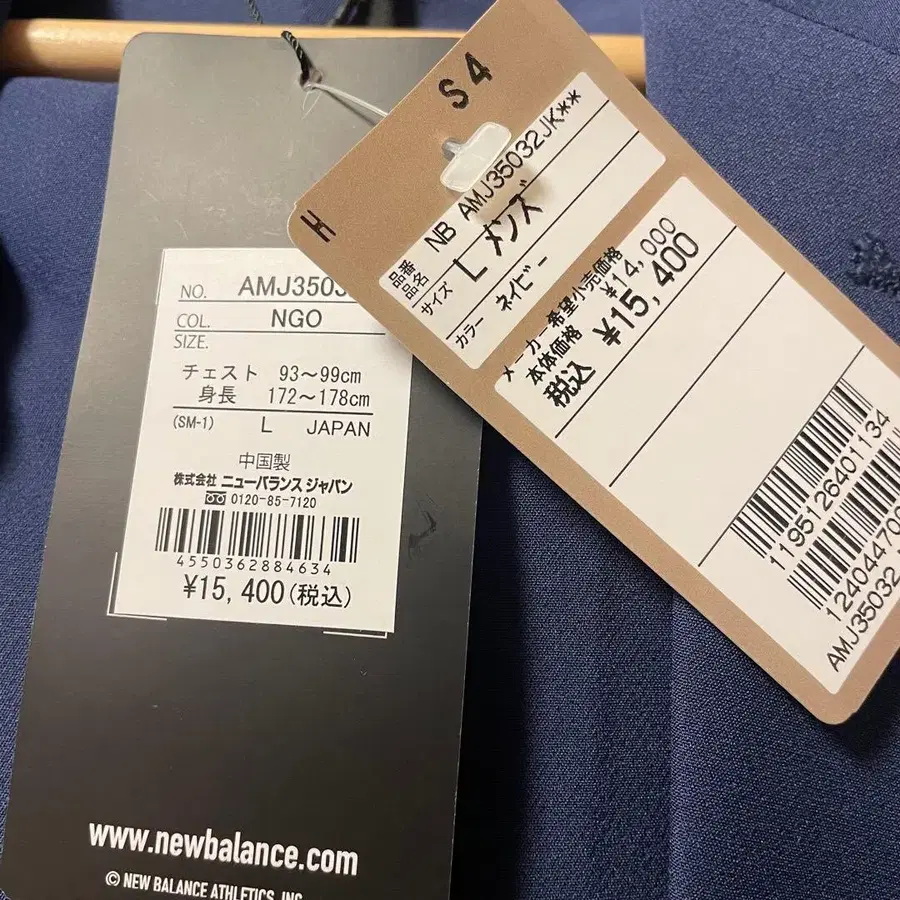 NO. AMJ3503
COL. NGO
SIZE.
チェスト 93～99cm
身長 172～178cm
(SM-1) L JAPAN
中国製
株式会社 ニューバランス ジャパン
0120-85-7120
4550362884634
¥15,400(税込)
www.newbalance.com
© NEW BALANCE ATHLETICS, INC.
S4
H
品番 NB AMJ35032JK**
品名 メンズ
サイズ L
カラー ネイビー
メーカー希望小売価格
本体価格 ¥14,000
税込 ¥15,400
1195126401134
12404470
AMJ35032